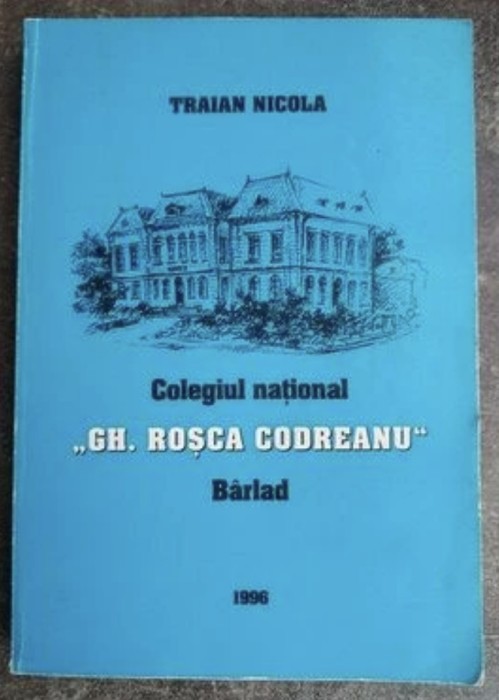 TRAIAN NICOLA
Colegiul național
„GH. ROȘCA CODREANU“
Bârlad
1996